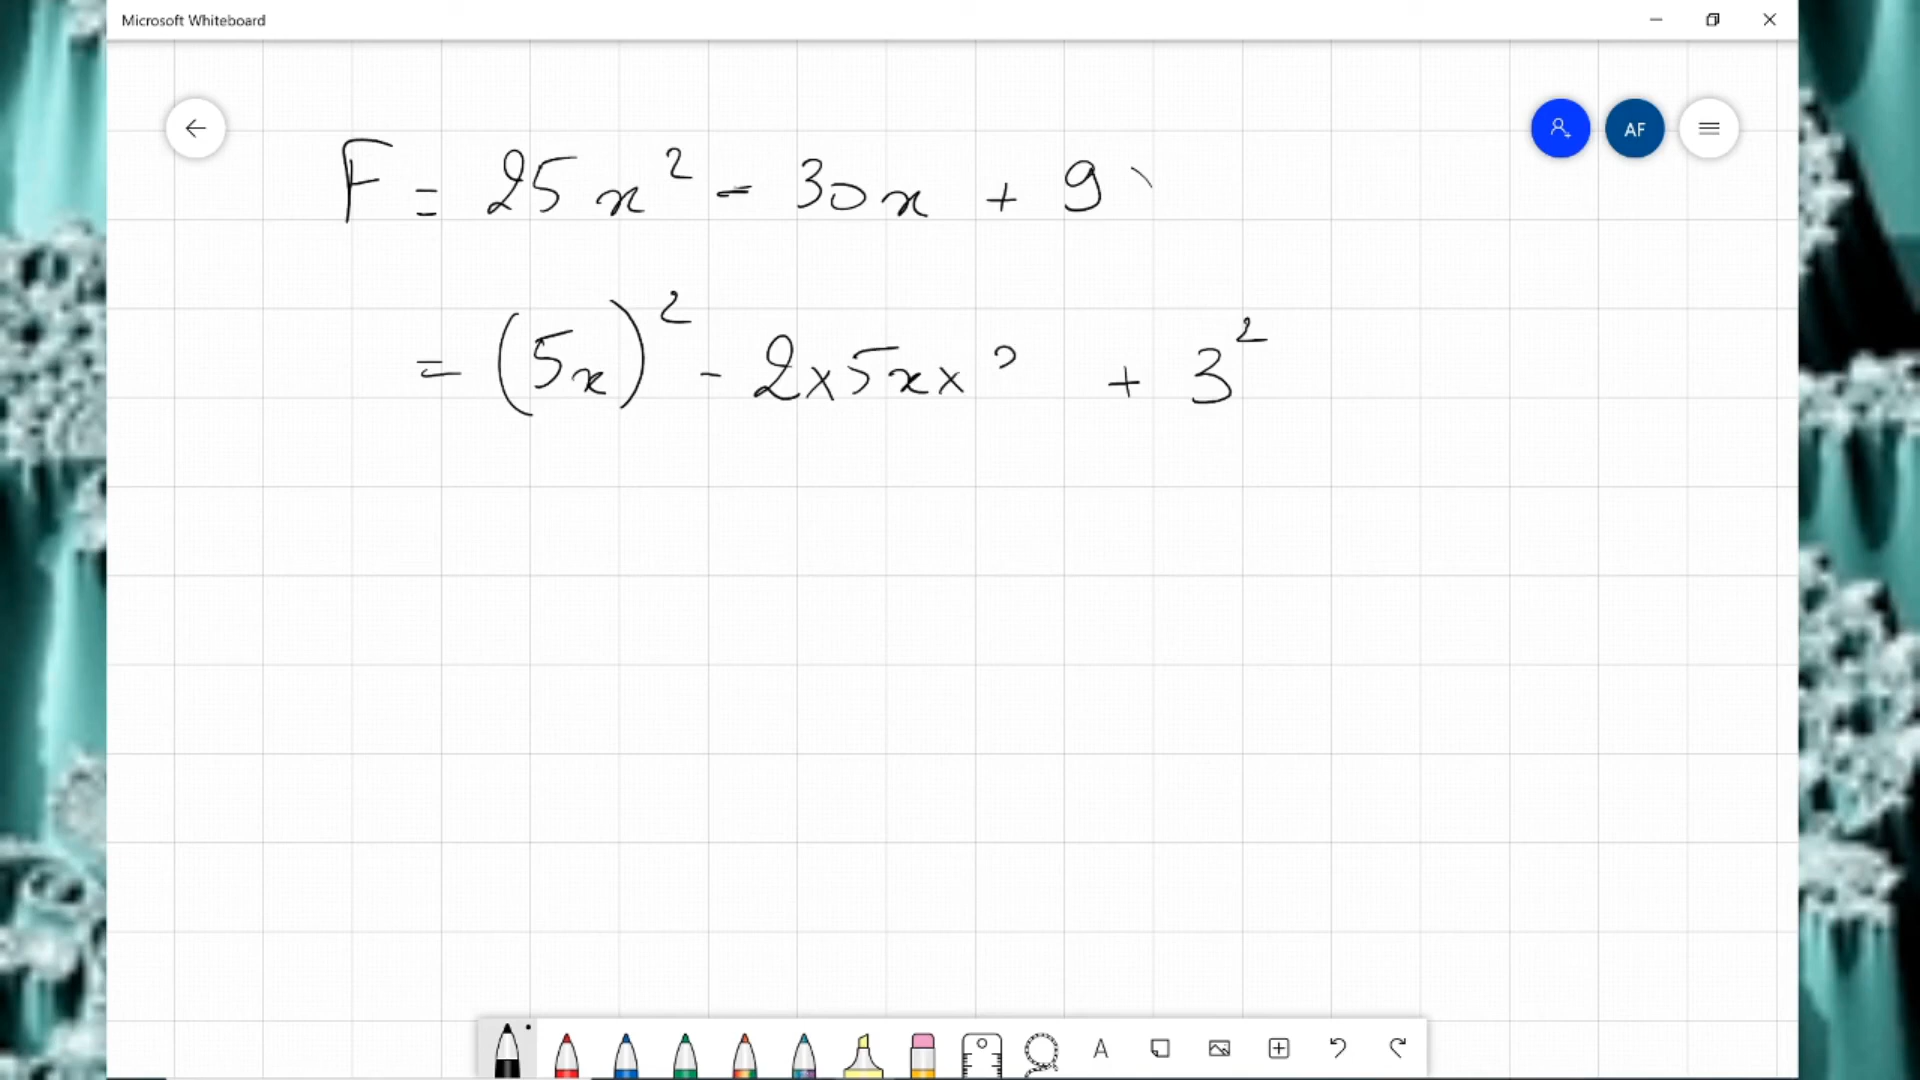 Microsoft Whiteboard
AF
F = 25x² - 30x + 9
= (5x)² - 2×5x× + 3²
A